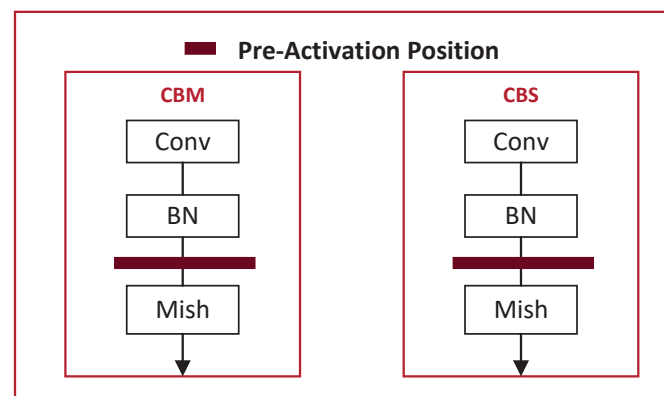 Pre-Activation Position
CBM
Conv
BN
Mish
CBS
Conv
BN
Mish